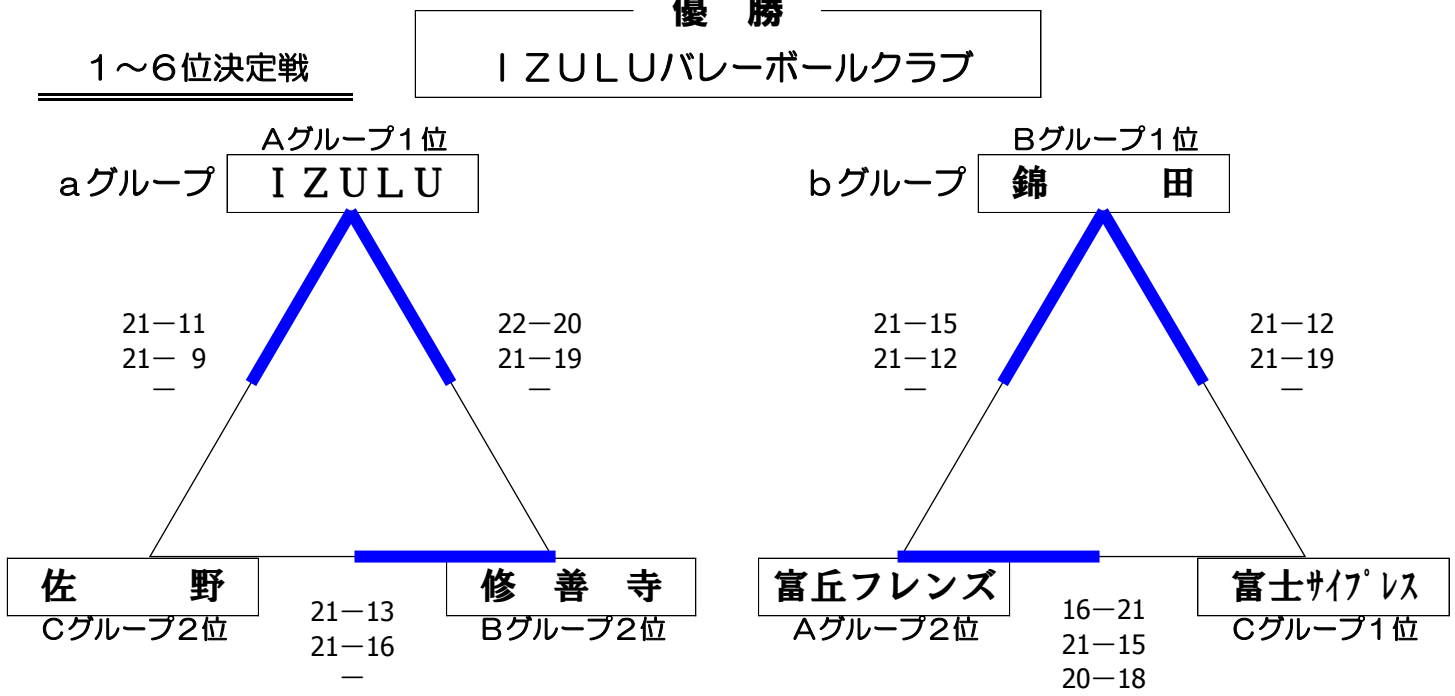 優　勝
１～６位決定戦
ＩＺＵＬＵバレーボールクラブ
Ａグループ１位
ａグループ
ＩＺＵＬＵ
Ｂグループ１位
ｂグループ
錦　　　田
21－11
21－ 9
－
22－20
21－19
－
21－15
21－12
－
21－12
21－19
－
佐　　　野
Ｃグループ２位
21－13
21－16
－
修　善　寺
Ｂグループ２位
富丘フレンズ
Ａグループ２位
16－21
21－15
20－18
富士ｻｲﾌﾟﾚｽ
Ｃグループ１位